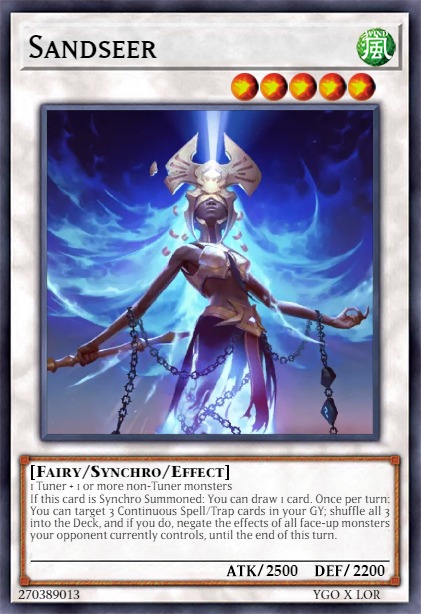 SANDSEER
WIND
風
[FAIRY/SYNCHRO/EFFECT]
1 Tuner + 1 or more non-Tuner monsters
If this card is Synchro Summoned: You can draw 1 card. Once per turn:
You can target 3 Continuous Spell/Trap cards in your GY; shuffle all 3
into the Deck, and if you do, negate the effects of all face-up monsters
your opponent currently controls, until the end of this turn.
ATK/2500 DEF/2200
270389013 YGO X LOR